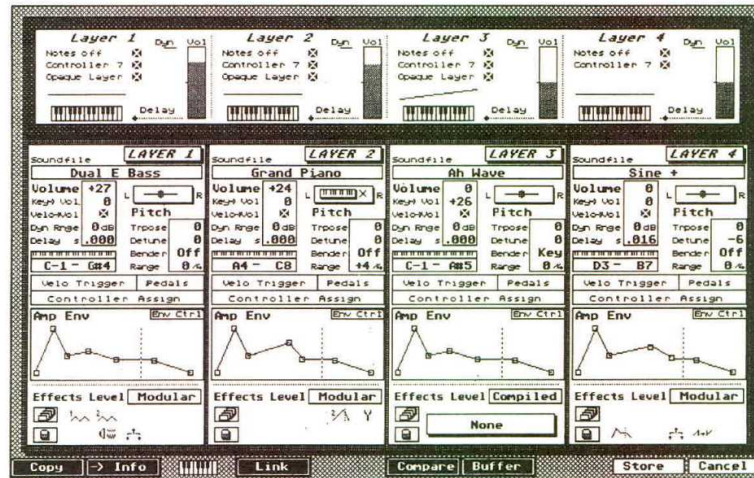 Layer 1 Dyn Vol
Notes off
Controller 7
Opaque Layer
Delay
Layer 2 Dyn Vol
Notes off
Controller 7
Opaque Layer
Delay
Layer 3 Dyn Vol
Notes off
Controller 7
Opaque Layer
Delay
Layer 4 Dyn Vol
Notes off
Controller 7
Opaque Layer
Delay
Soundfile LAYER 1
Dual E Bass
Volume +27 L R
Key→Vol 0
Velo→Vol Pitch
Dyn Rnge 0dB Trpose 0
Delay s .000 Detune 0
Bender Off
C-1 - G#4 Range 0
Velo Trigger Pedals
Controller Assign
Amp Env Env Ctrl
Effects Level Modular
Soundfile LAYER 2
Grand Piano
Volume +24 L R
Key→Vol 0
Velo→Vol Pitch
Dyn Rnge 0dB Trpose 0
Delay s .000 Detune 0
Bender Off
A4 - C8 Range +4
Velo Trigger Pedals
Controller Assign
Amp Env Env Ctrl
Effects Level Modular
Soundfile LAYER 3
Ah Wave
Volume 0 L R
Key→Vol +26
Velo→Vol Pitch
Dyn Rnge 0dB Trpose 0
Delay s .000 Detune 0
Bender Key
C-1 - A#5 Range 0
Velo Trigger Pedals
Controller Assign
Amp Env Env Ctrl
Effects Level Compiled
None
Soundfile LAYER 4
Sine +
Volume 0 L R
Key→Vol 0
Velo→Vol Pitch
Dyn Rnge 0dB Trpose 0
Delay s .016 Detune -6
Bender Off
D3 - B7 Range 0
Velo Trigger Pedals
Controller Assign
Amp Env Env Ctrl
Effects Level Modular
Copy -> Info Link Compare Buffer Store Cancel